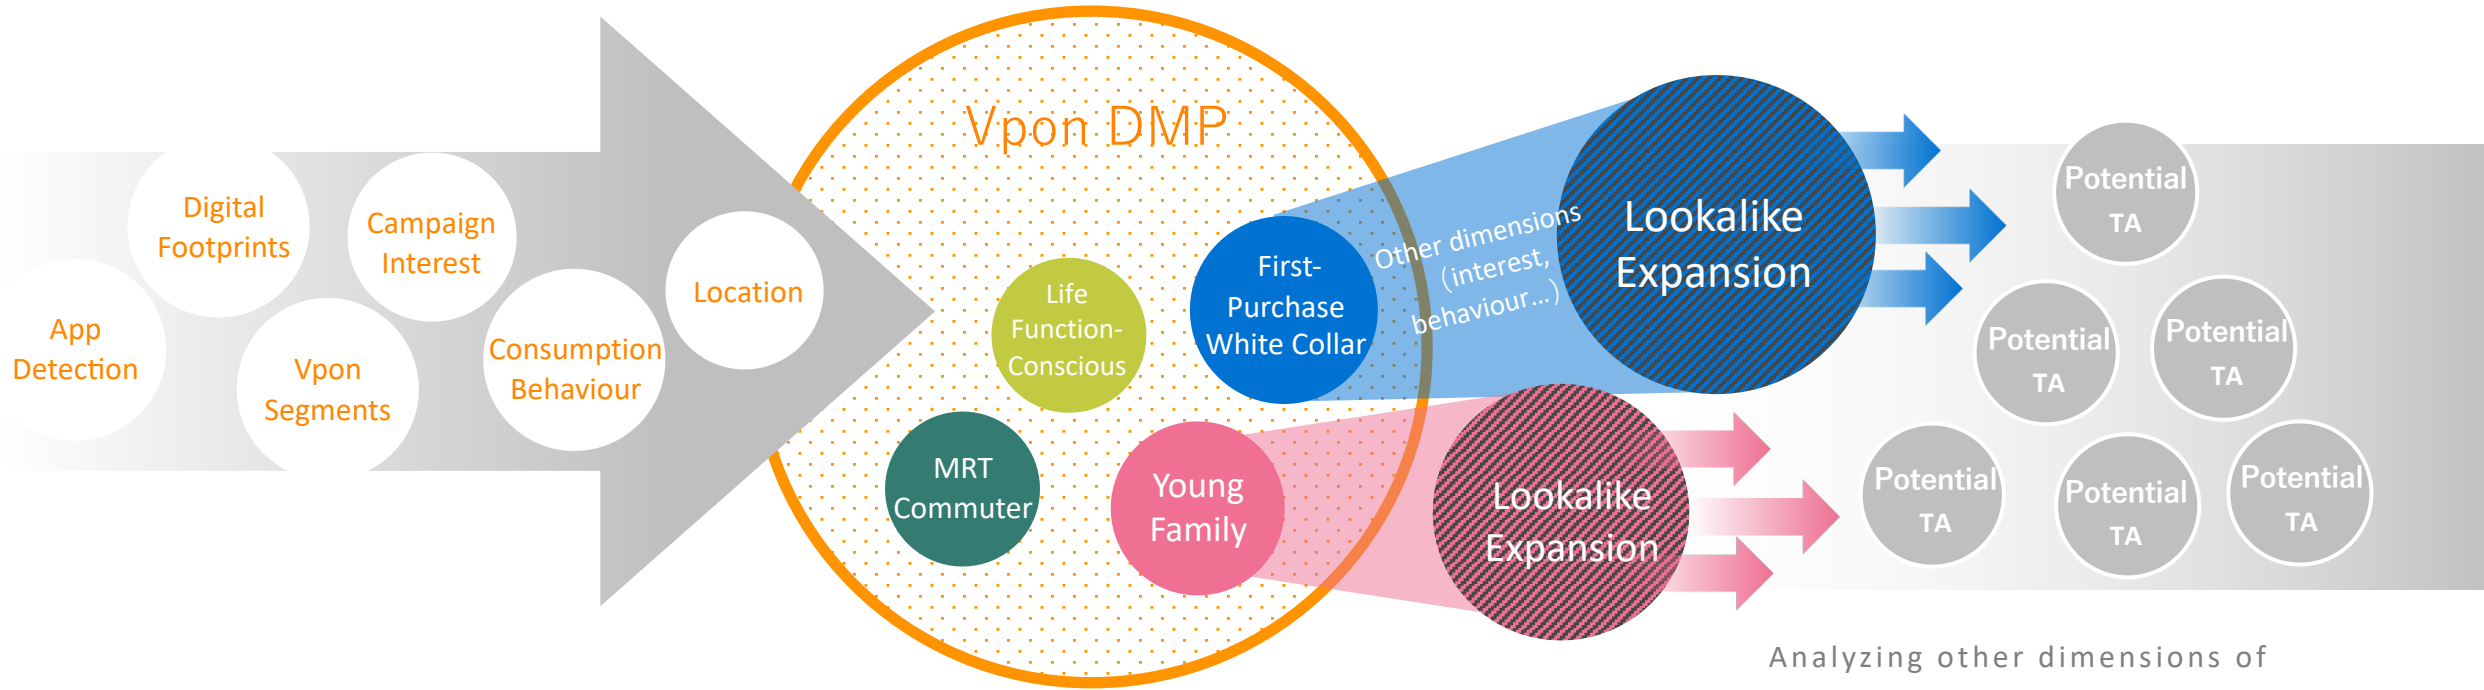 Digital
Footprints
Campaign
Interest
App
Detection
Vpon
Segments
Consumption
Behaviour
Location
Vpon DMP
Life
Function-
Conscious
First-
Purchase
White Collar
MRT
Commuter
Young
Family
Other dimensions
(interest,
behaviour...)
Lookalike
Expansion
Lookalike
Expansion
Potential
TA
Potential
TA
Potential
TA
Potential
TA
Potential
TA
Potential
TA
Analyzing other dimensions of